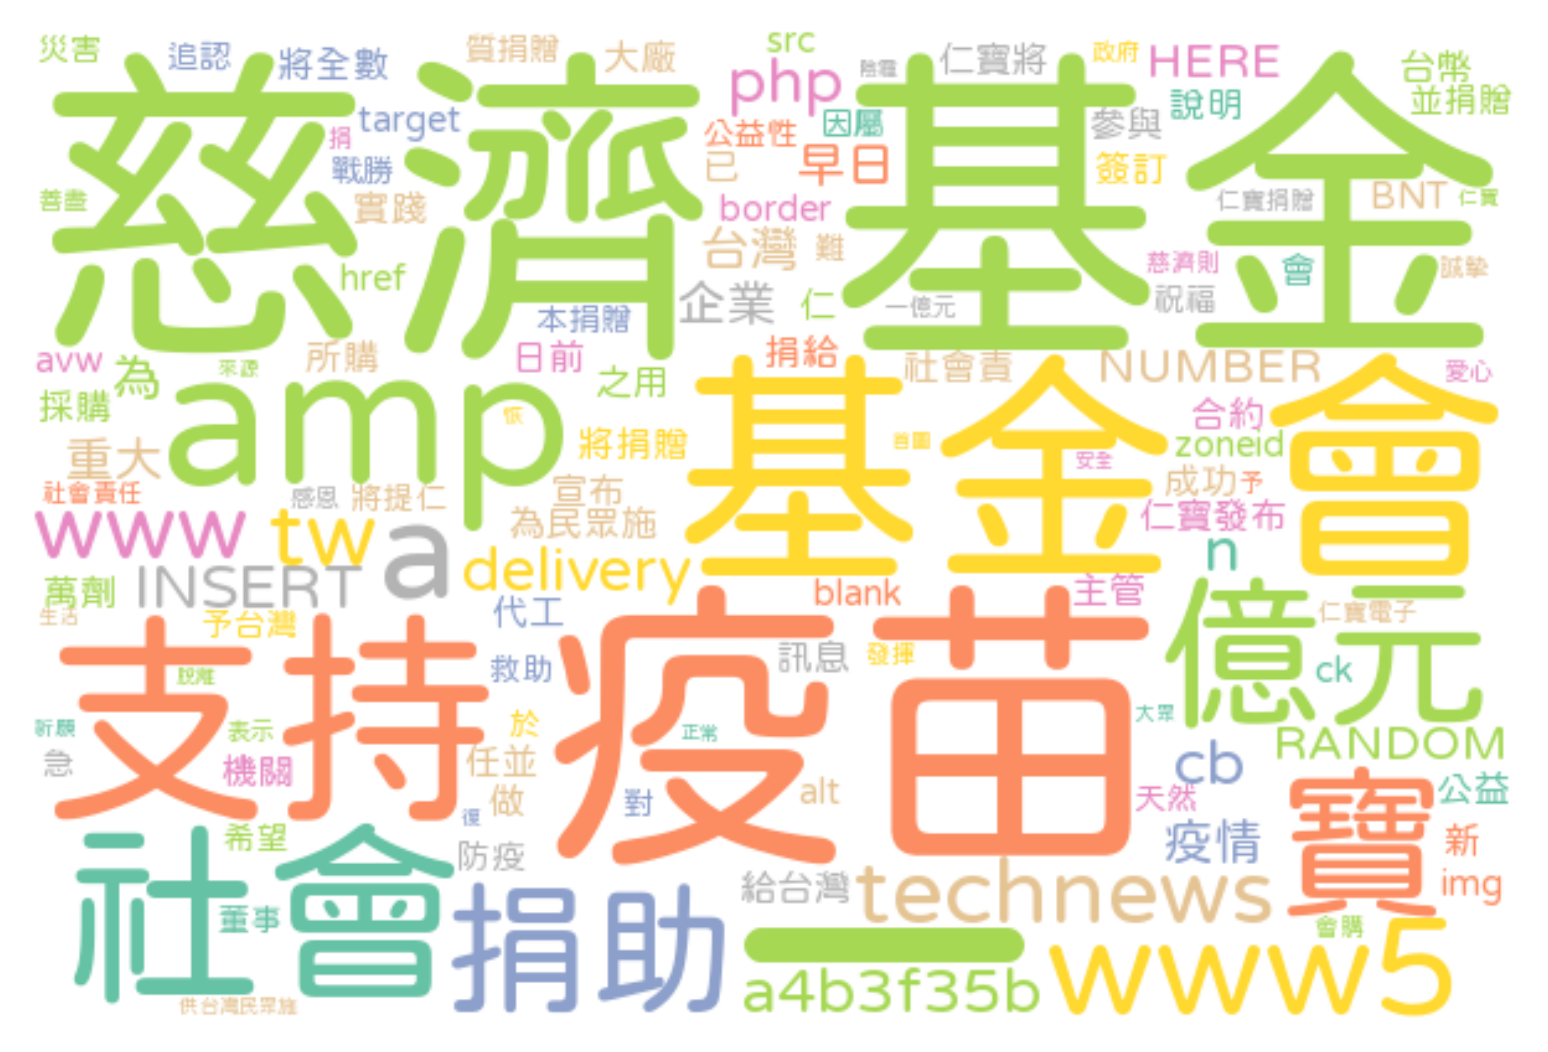 災害
追認
將全數
質捐贈
大廠
src
php
陰霾
仁寶將
政府
HERE
台幣
並捐贈
慈濟基金
捐
target
戰勝
公益性
因屬
早日
已
參與
說明
簽訂
善盡
實踐
border
仁寶捐贈
BNT
仁寶
href
台灣
難
慈濟則
會
誠摯
本捐贈
企業
仁
一億元
祝福
avw
為
來源
所購
日前
之用
捐給
社會責
NUMBER
愛心
採購
amp
恢
將捐贈
基金會
首圖
安全
合約
zoneid
重大
成功
予
社會責任
感恩
將提仁
宣布
為民眾施
仁寶發布
www
tw
a
delivery
n
萬劑
INSERT
代工
blank
主管
生活
予台灣
億元
仁寶電子
支持
疫苗
脫離
救助
訊息
發揮
ck
祈願
表示
於
正常
大眾
RANDOM
急
機關
任並
做
對
alt
cb
天然
公益
復
希望
防疫
疫情
寶
新
img
社會
董事
捐助
給台灣
technews
會購
一
a4b3f35b
www5
供台灣民眾施